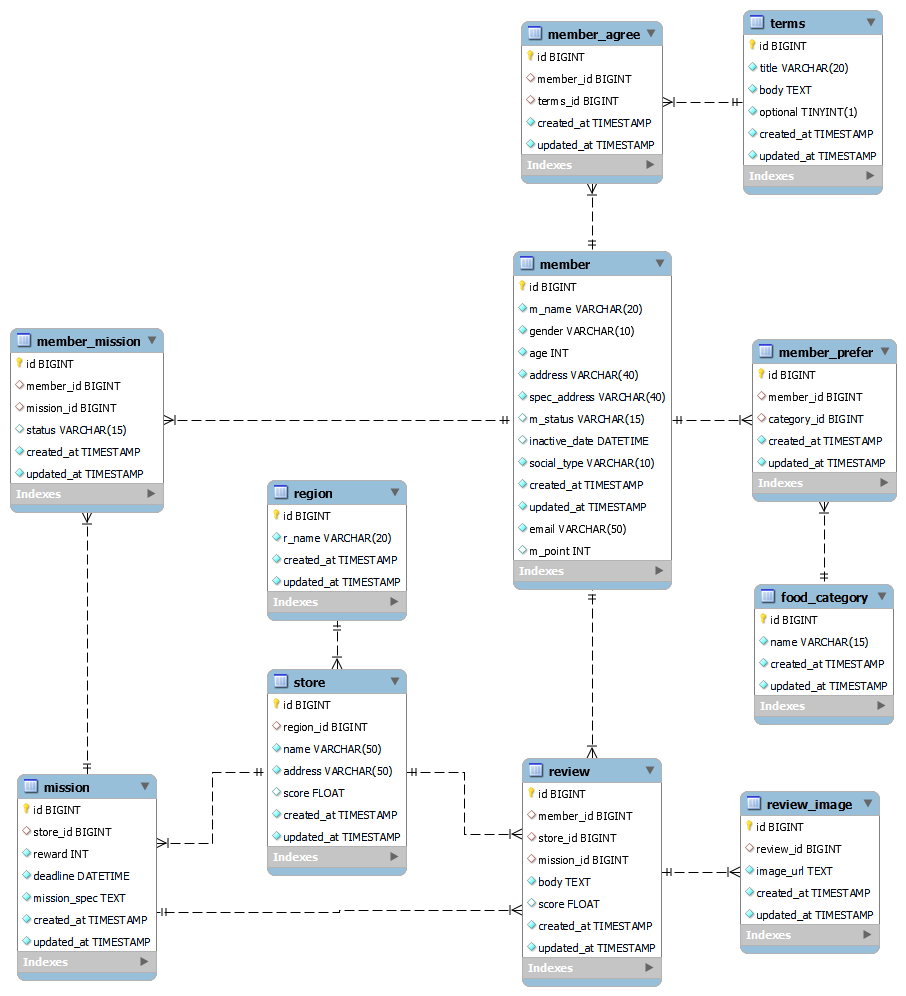 member_agree
id BIGINT
member_id BIGINT
terms_id BIGINT
created_at TIMESTAMP
updated_at TIMESTAMP
Indexes
terms
id BIGINT
title VARCHAR(20)
body TEXT
optional TINYINT(1)
created_at TIMESTAMP
updated_at TIMESTAMP
Indexes
member
id BIGINT
m_name VARCHAR(20)
gender VARCHAR(10)
age INT
address VARCHAR(40)
spec_address VARCHAR(40)
m_status VARCHAR(15)
inactive_date DATETIME
social_type VARCHAR(10)
created_at TIMESTAMP
updated_at TIMESTAMP
email VARCHAR(50)
m_point INT
Indexes
member_mission
id BIGINT
member_id BIGINT
mission_id BIGINT
status VARCHAR(15)
created_at TIMESTAMP
updated_at TIMESTAMP
Indexes
member_prefer
id BIGINT
member_id BIGINT
category_id BIGINT
created_at TIMESTAMP
updated_at TIMESTAMP
Indexes
region
id BIGINT
r_name VARCHAR(20)
created_at TIMESTAMP
updated_at TIMESTAMP
Indexes
food_category
id BIGINT
name VARCHAR(15)
created_at TIMESTAMP
updated_at TIMESTAMP
Indexes
store
id BIGINT
region_id BIGINT
name VARCHAR(50)
address VARCHAR(50)
score FLOAT
created_at TIMESTAMP
updated_at TIMESTAMP
Indexes
mission
id BIGINT
store_id BIGINT
reward INT
deadline DATETIME
mission_spec TEXT
created_at TIMESTAMP
updated_at TIMESTAMP
Indexes
review
id BIGINT
member_id BIGINT
store_id BIGINT
mission_id BIGINT
body TEXT
score FLOAT
created_at TIMESTAMP
updated_at TIMESTAMP
Indexes
review_image
id BIGINT
review_id BIGINT
image_url TEXT
created_at TIMESTAMP
updated_at TIMESTAMP
Indexes